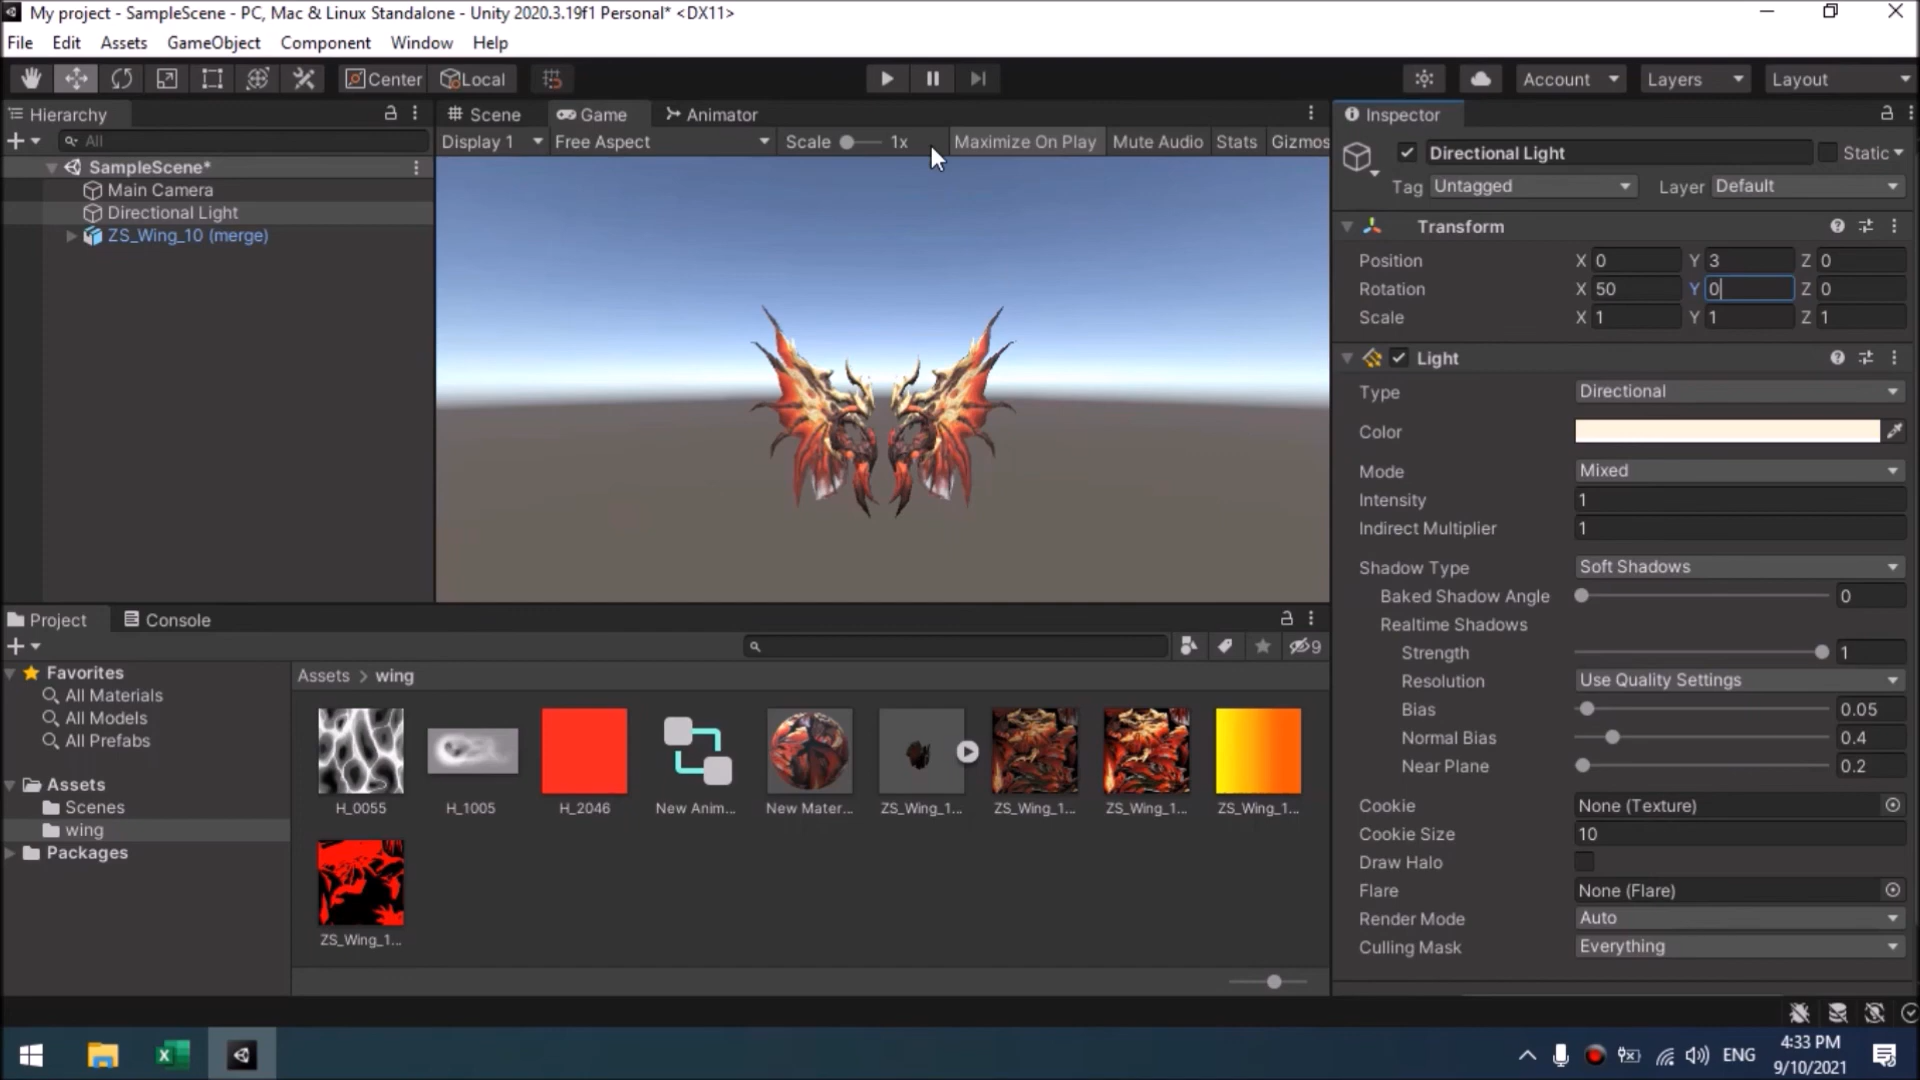 My project - SampleScene - PC, Mac & Linux Standalone - Unity 2020.3.19f1 Personal* <DX11>
File Edit Assets GameObject Component Window Help
Center Local Account Layers Layout
Hierarchy
All
SampleScene*
Main Camera
Directional Light
ZS_Wing_10 (merge)
Scene Game Animator
Display 1 Free Aspect Scale 1x Maximize On Play Mute Audio Stats Gizmos
Inspector
Directional Light Static
Tag Untagged Layer Default
Transform
Position X 0 Y 3 Z 0
Rotation X 50 Y 0 Z 0
Scale X 1 Y 1 Z 1
Light
Type Directional
Color
Mode Mixed
Intensity 1
Indirect Multiplier 1
Shadow Type Soft Shadows
Baked Shadow Angle 0
Realtime Shadows
Strength 1
Resolution Use Quality Settings
Bias 0.05
Normal Bias 0.4
Near Plane 0.2
Cookie None (Texture)
Cookie Size 10
Draw Halo
Flare None (Flare)
Render Mode Auto
Culling Mask Everything
Project Console
9
Favorites
All Materials
All Models
All Prefabs
Assets
Scenes
wing
Packages
Assets > wing
H_0055 H_1005 H_2046 New Anim... New Mater... ZS_Wing_1... ZS_Wing_1... ZS_Wing_1... ZS_Wing_1...
ZS_Wing_1...
ENG
4:33 PM
9/10/2021